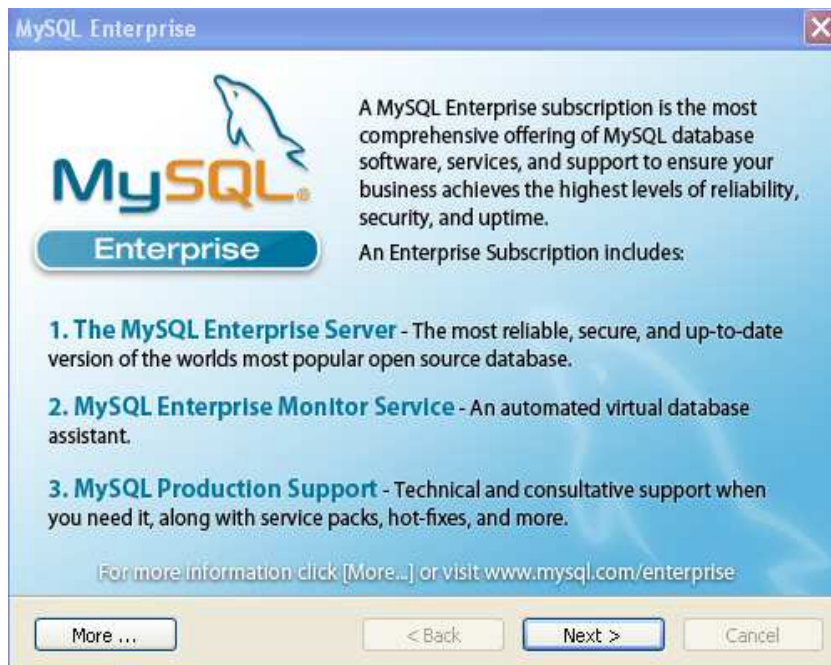 MySQL Enterprise
MySQL®
Enterprise
A MySQL Enterprise subscription is the most
comprehensive offering of MySQL database
software, services, and support to ensure your
business achieves the highest levels of reliability,
security, and uptime.
An Enterprise Subscription includes:
1. The MySQL Enterprise Server - The most reliable, secure, and up-to-date
version of the worlds most popular open source database.
2. MySQL Enterprise Monitor Service - An automated virtual database
assistant.
3. MySQL Production Support - Technical and consultative support when
you need it, along with service packs, hot-fixes, and more.
For more information click [More...] or visit www.mysql.com/enterprise
More ...
< Back
Next >
Cancel